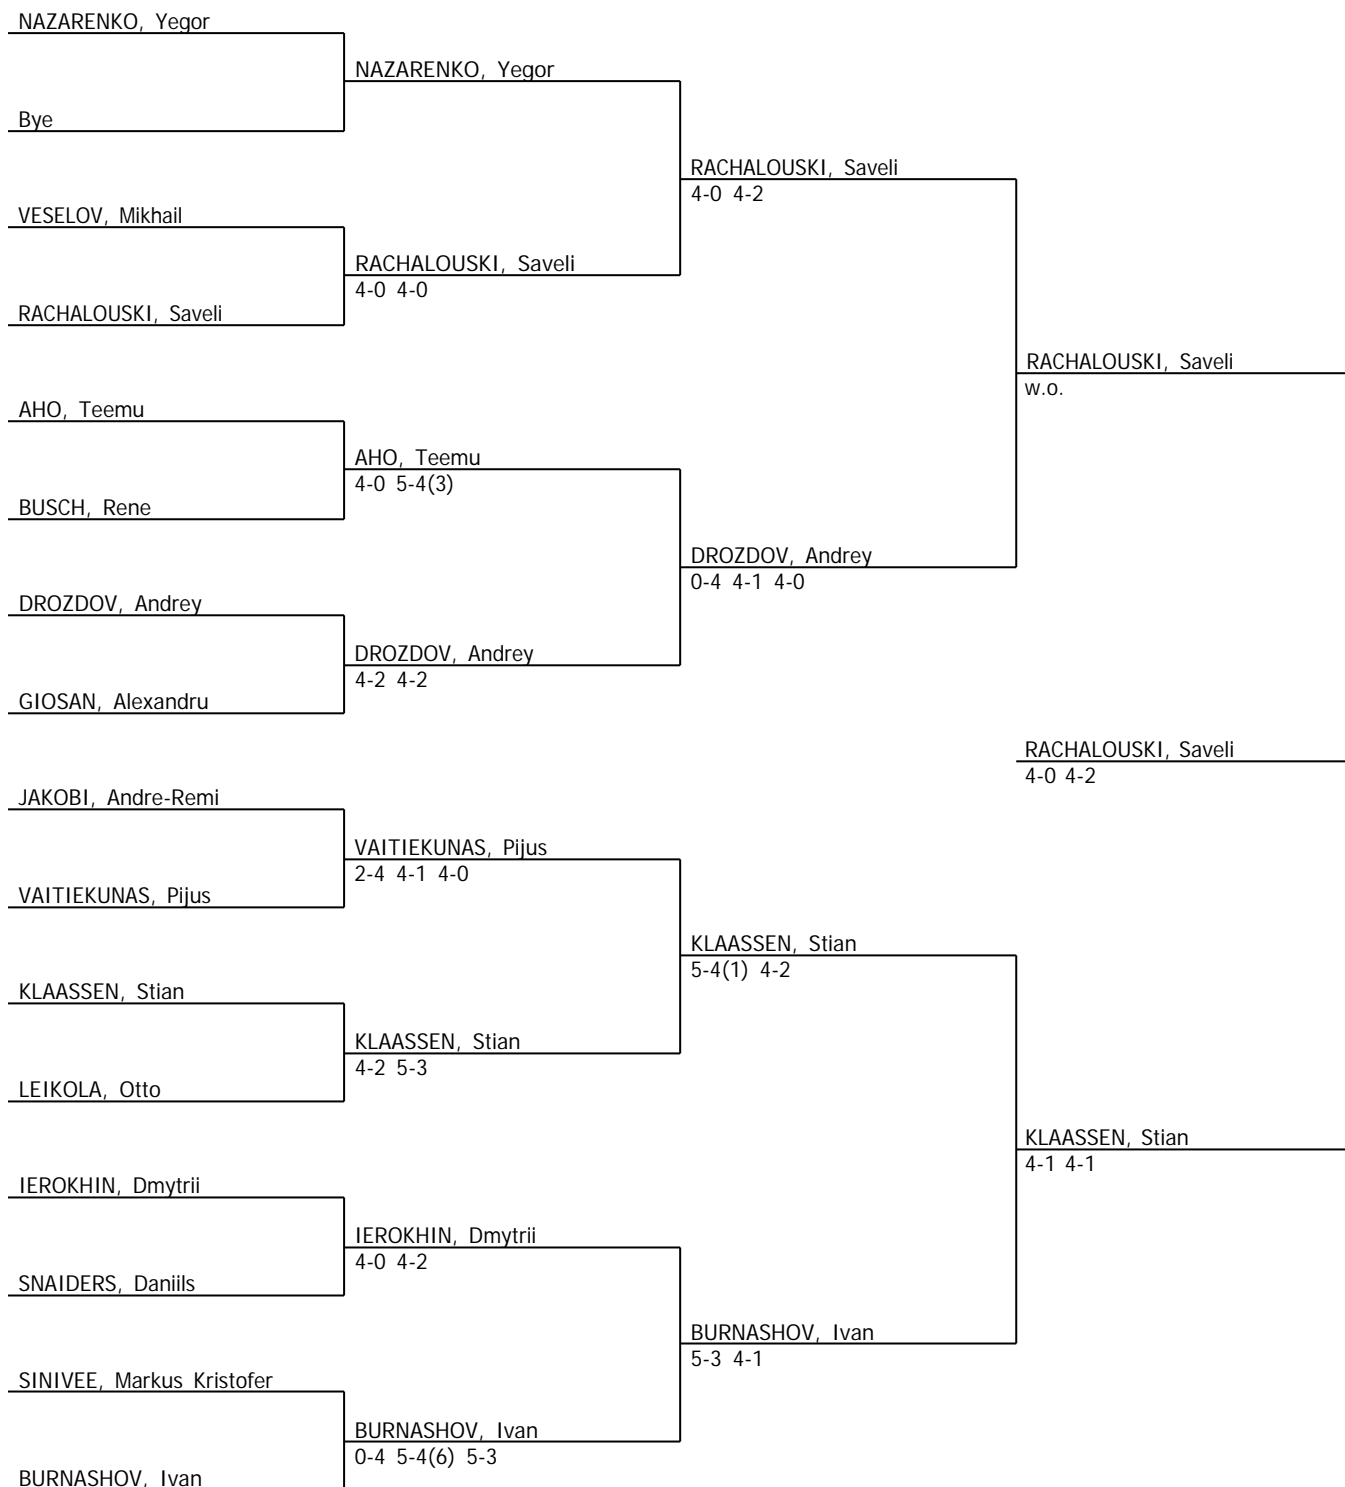 NAZARENKO, Yegor
NAZARENKO, Yegor
Bye
RACHALOUSKI, Saveli
4-0 4-2
VESELOV, Mikhail
RACHALOUSKI, Saveli
4-0 4-0
RACHALOUSKI, Saveli
RACHALOUSKI, Saveli
w.o.
AHO, Teemu
AHO, Teemu
4-0 5-4(3)
BUSCH, Rene
DROZDOV, Andrey
0-4 4-1 4-0
DROZDOV, Andrey
DROZDOV, Andrey
4-2 4-2
GIOSAN, Alexandru
RACHALOUSKI, Saveli
4-0 4-2
JAKOBI, Andre-Remi
VAITIEKUNAS, Pijus
2-4 4-1 4-0
VAITIEKUNAS, Pijus
KLAASSEN, Stian
5-4(1) 4-2
KLAASSEN, Stian
KLAASSEN, Stian
4-2 5-3
LEIKOLA, Otto
KLAASSEN, Stian
4-1 4-1
IEROKHIN, Dmytrii
IEROKHIN, Dmytrii
4-0 4-2
SNAIDERS, Daniils
BURNASHOV, Ivan
5-3 4-1
SINIVEE, Markus Kristofer
BURNASHOV, Ivan
0-4 5-4(6) 5-3
BURNASHOV, Ivan